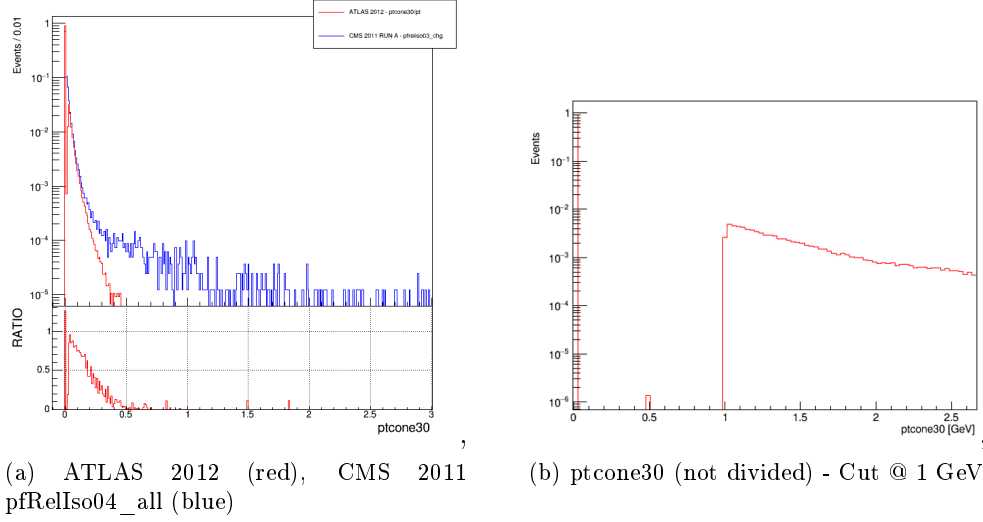 ATLAS 2012 - ptcone30/pt
CMS 2011 RUN A - pfreliso03_chg
Events / 0.01
1
10⁻¹
10⁻²
10⁻³
10⁻⁴
10⁻⁵
RATIO
1
0.5
0
0 0.5 1 1.5 2 2.5 3
ptcone30
,
(a) ATLAS 2012 (red), CMS 2011
pfRelIso04_all (blue)
Events
1
10⁻¹
10⁻²
10⁻³
10⁻⁴
10⁻⁵
10⁻⁶
0 0.5 1 1.5 2 2.5
ptcone30 [GeV]
,
(b) ptcone30 (not divided) - Cut @ 1 GeV